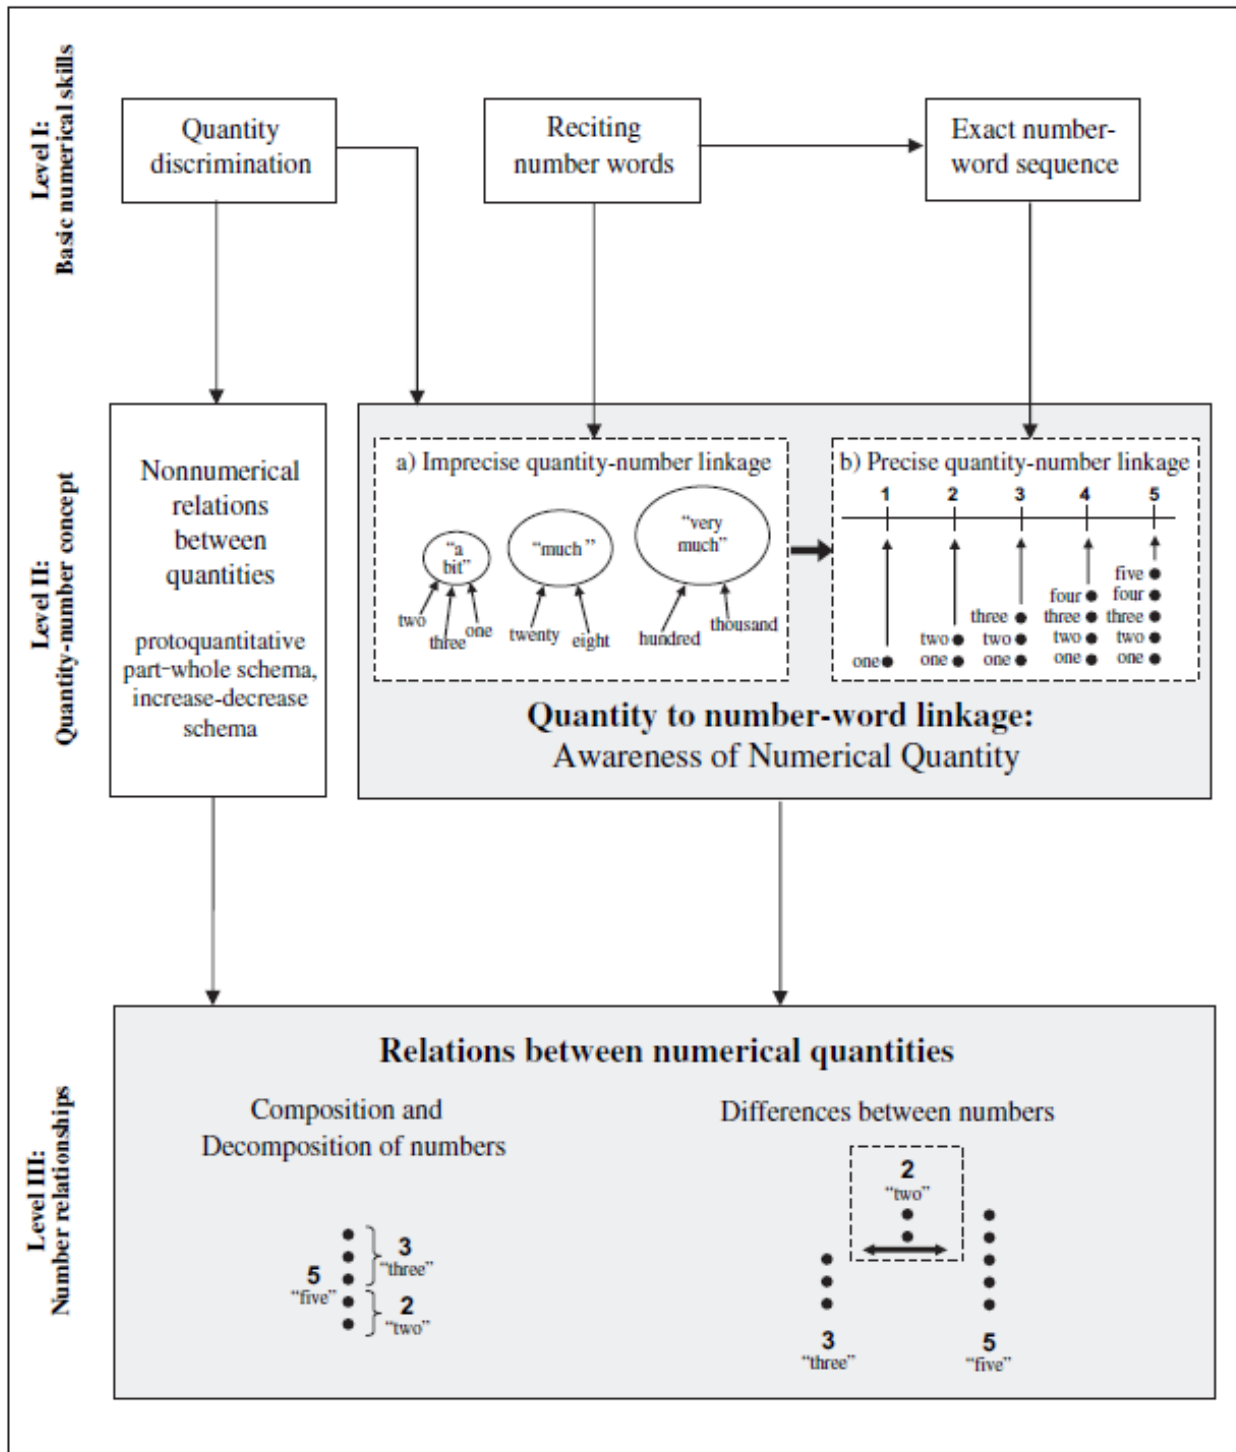 Level I:
Basic numerical skills
Quantity
discrimination
Reciting
number words
Exact number-
word sequence
Level II:
Quantity-number concept
Nonnumerical
relations
between
quantities
protoquantitative
part-whole schema,
increase-decrease
schema
a) Imprecise quantity-number linkage
“a
bit”
“much”
“very
much”
two
three
one
twenty
eight
hundred
thousand
b) Precise quantity-number linkage
1 2 3 4 5
five
four four
three three three
two two two two
one one one one one
Quantity to number-word linkage:
Awareness of Numerical Quantity
Level III:
Number relationships
Relations between numerical quantities
Composition and
Decomposition of numbers
5
“five”
3
“three”
2
“two”
Differences between numbers
2
“two”
3
“three”
5
“five”